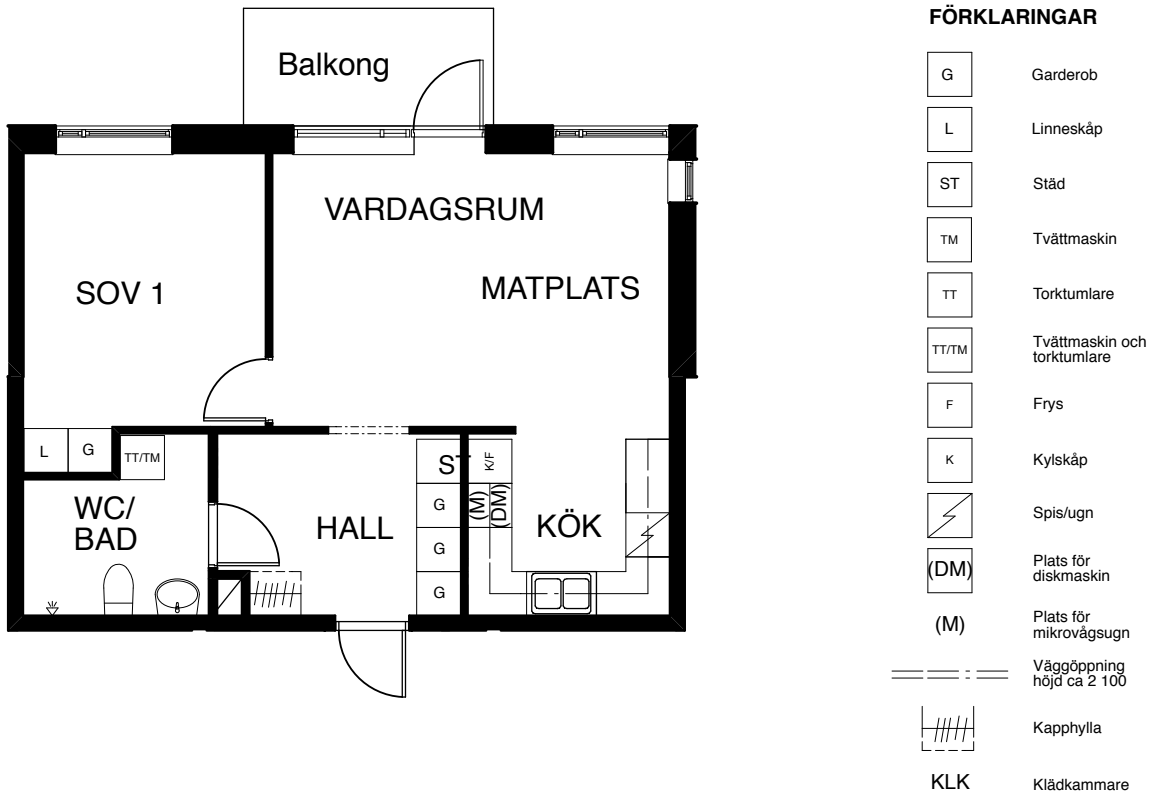 Balkong
VARDAGSRUM
SOV 1
MATPLATS
L
G
TT/TM
ST
K/F
WC/
BAD
G
(M)
(DM)
HALL
KÖK
G
G
FÖRKLARINGAR
G
Garderob
L
Linneskåp
ST
Städ
TM
Tvättmaskin
TT
Torktumlare
TT/TM
Tvättmaskin och
torktumlare
F
Frys
K
Kylskåp
Spis/ugn
(DM)
Plats för
diskmaskin
(M)
Plats för
mikrovågsugn
Väggöppning
höjd ca 2 100
Kapphylla
KLK
Klädkammare